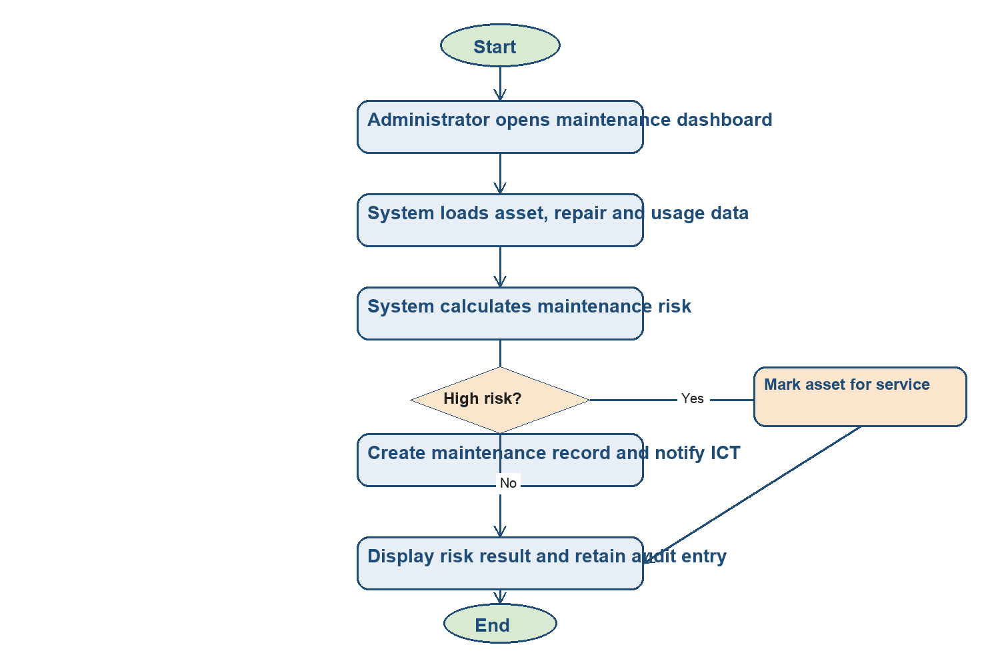 Start
Administrator opens maintenance dashboard
System loads asset, repair and usage data
System calculates maintenance risk
High risk?
Yes
Mark asset for service
Create maintenance record and notify ICT
No
Display risk result and retain audit entry
End